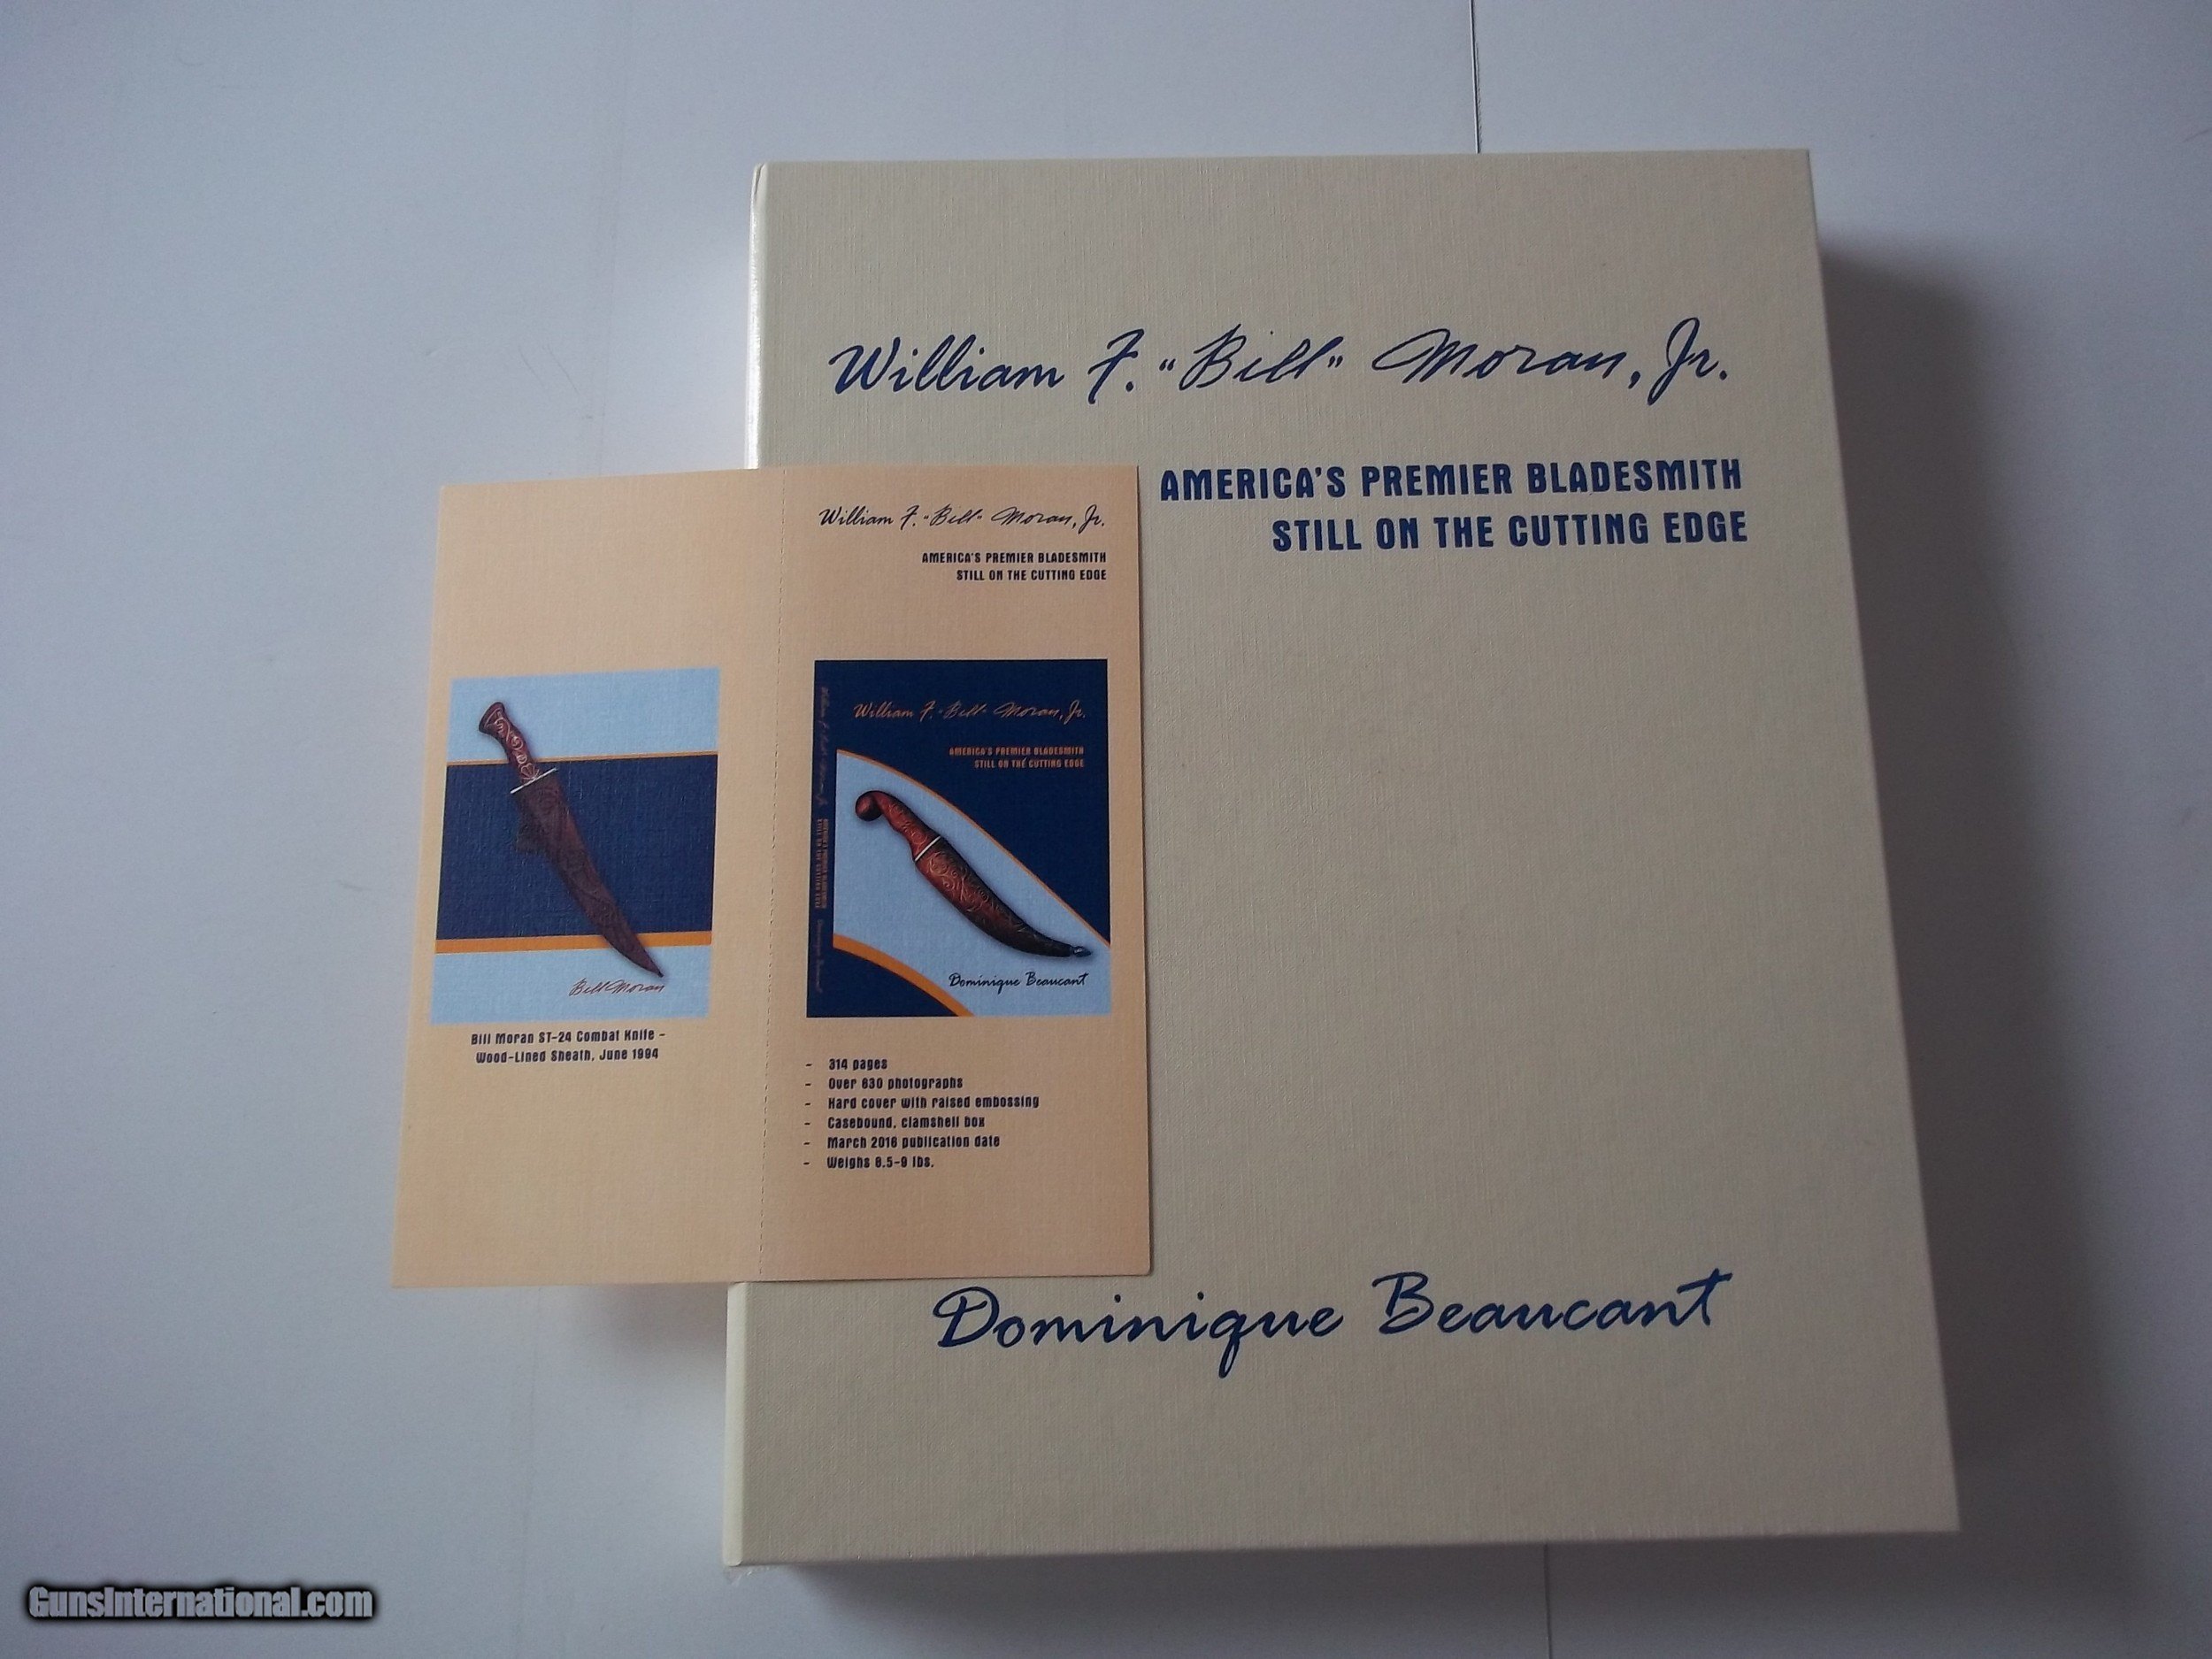 William F. "Bill" Moran, Jr.
AMERICA'S PREMIER BLADESMITH
STILL ON THE CUTTING EDGE
Dominique Beaucant
William F. "Bill" Moran, Jr.
AMERICA'S PREMIER BLADESMITH
STILL ON THE CUTTING EDGE
William F. "Bill" Moran, Jr.
AMERICA'S PREMIER BLADESMITH
STILL ON THE CUTTING EDGE
Dominique Beaucant
- 314 pages
- Over 630 photographs
- Hard cover with raised embossing
- Casebound, clamshell box
- March 2016 publication date
- Weighs 8.5-9 lbs.
Bill Moran
Bill Moran ST-24 Combat Knife -
Wood-Lined Sheath, June 1994
GunsInternational.com